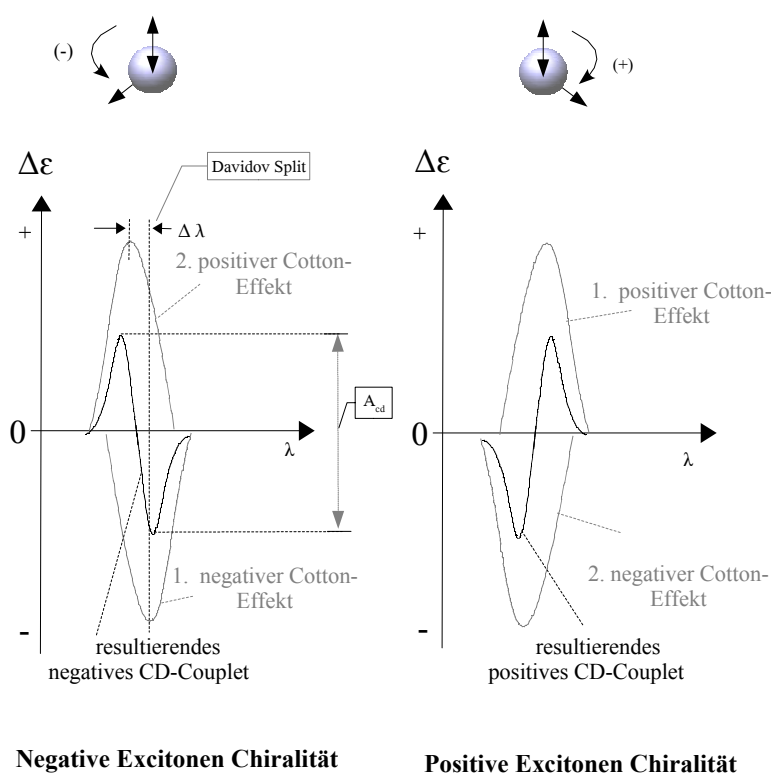 (-)
(+)
Δε
Davidov Split
+
Δ λ
2. positiver Cotton-
Effekt
A cd
0
λ
1. negativer Cotton-
Effekt
-
resultierendes
negatives CD-Couplet
Negative Excitonen Chiralität
Δε
+
1. positiver Cotton-
Effekt
0
λ
2. negativer Cotton-
Effekt
-
resultierendes
positives CD-Couplet
Positive Excitonen Chiralität